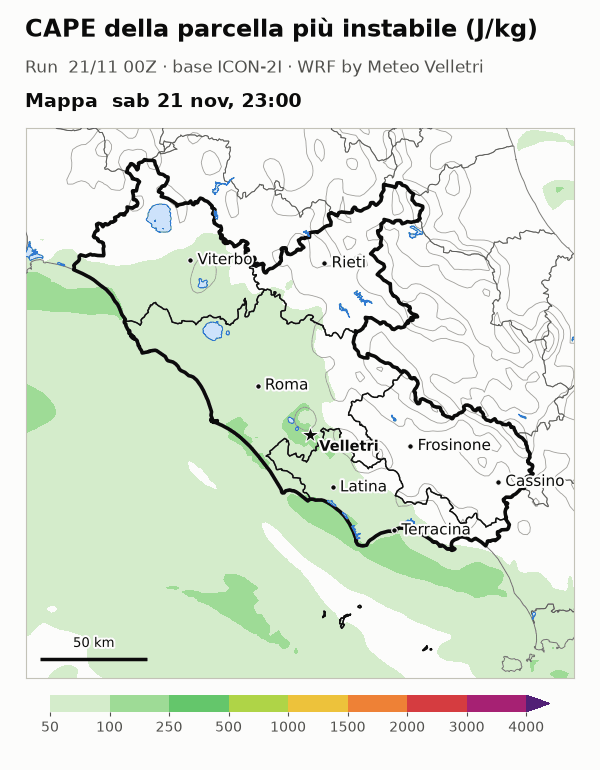 CAPE della parcella più instabile (J/kg)
Run  21/11 00Z · base ICON-2I · WRF by Meteo Velletri
Mappa  sab 21 nov, 23:00
Viterbo
Rieti
Roma
Velletri
Frosinone
Latina
Cassino
Terracina
50 km
50 100 250 500 1000 1500 2000 3000 4000